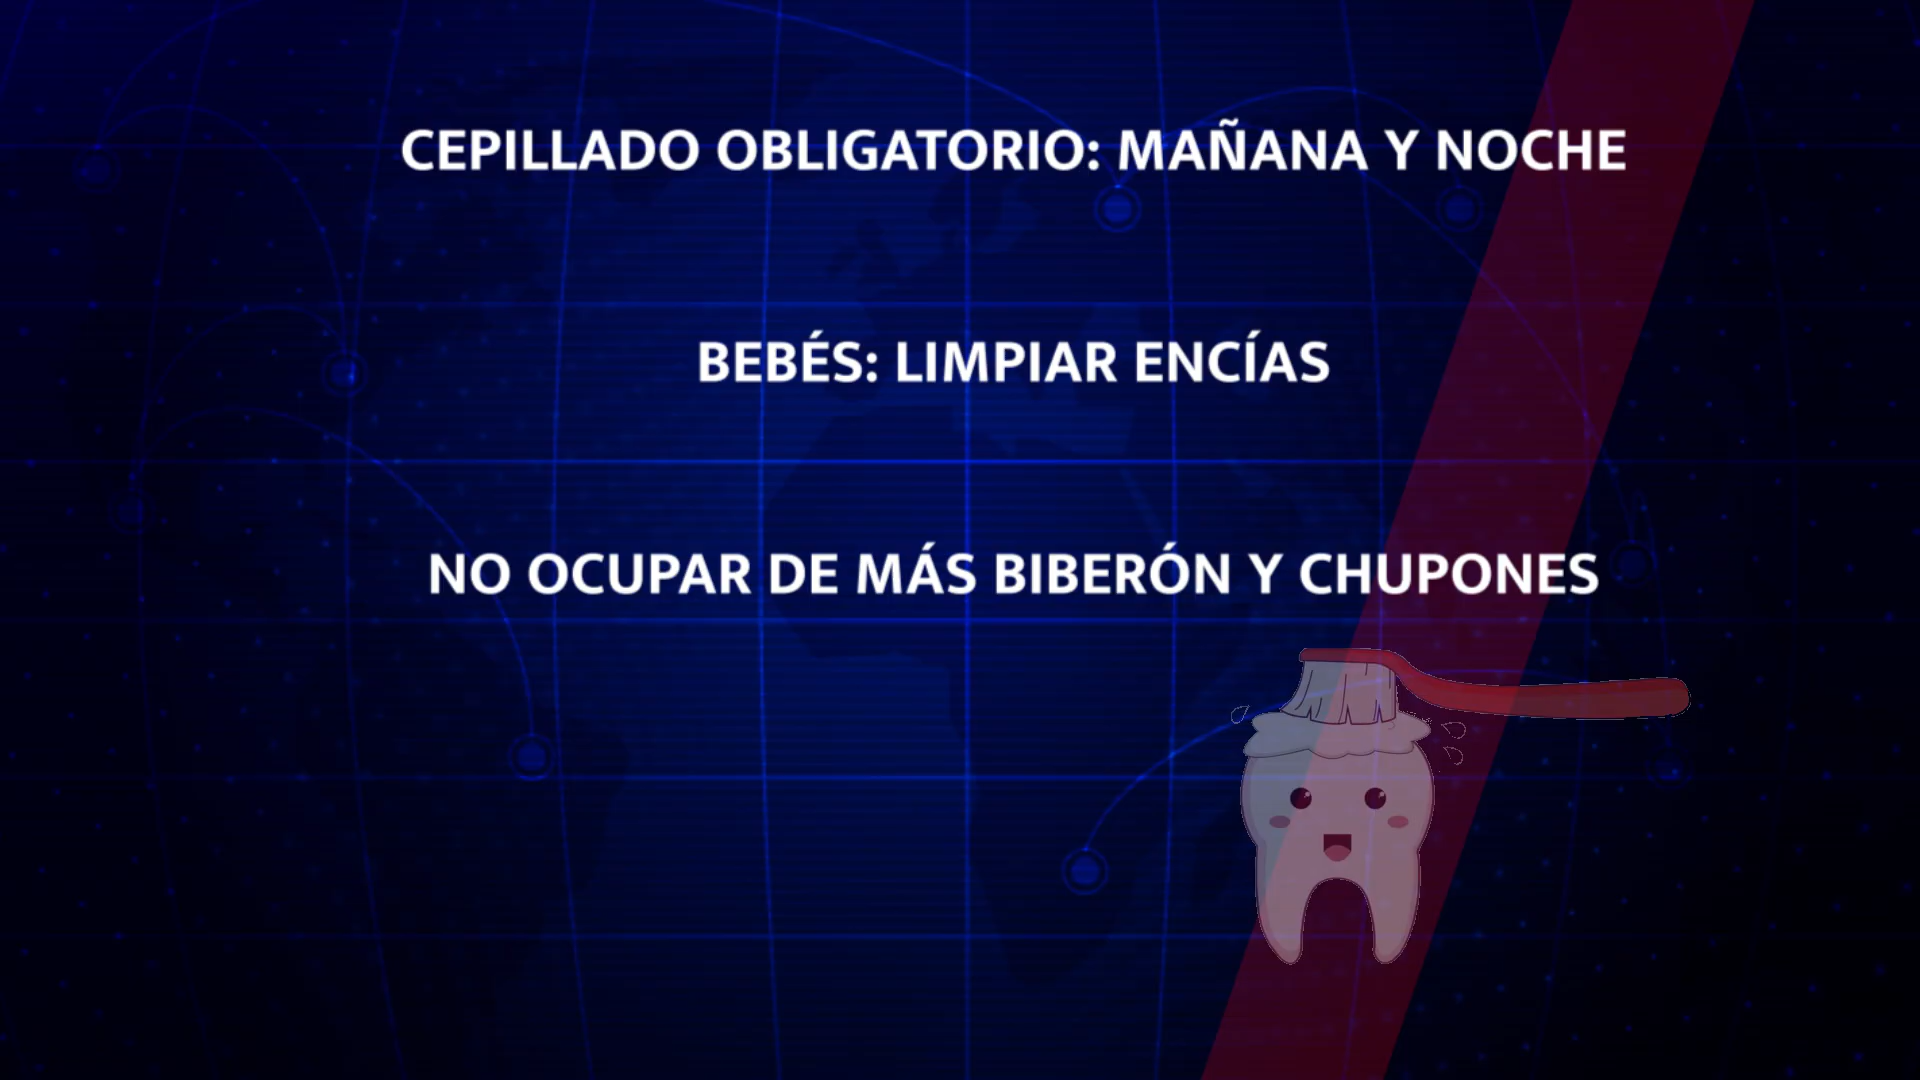 CEPILLADO OBLIGATORIO: MAÑANA Y NOCHE
BEBÉS: LIMPIAR ENCÍAS
NO OCUPAR DE MÁS BIBERÓN Y CHUPONES